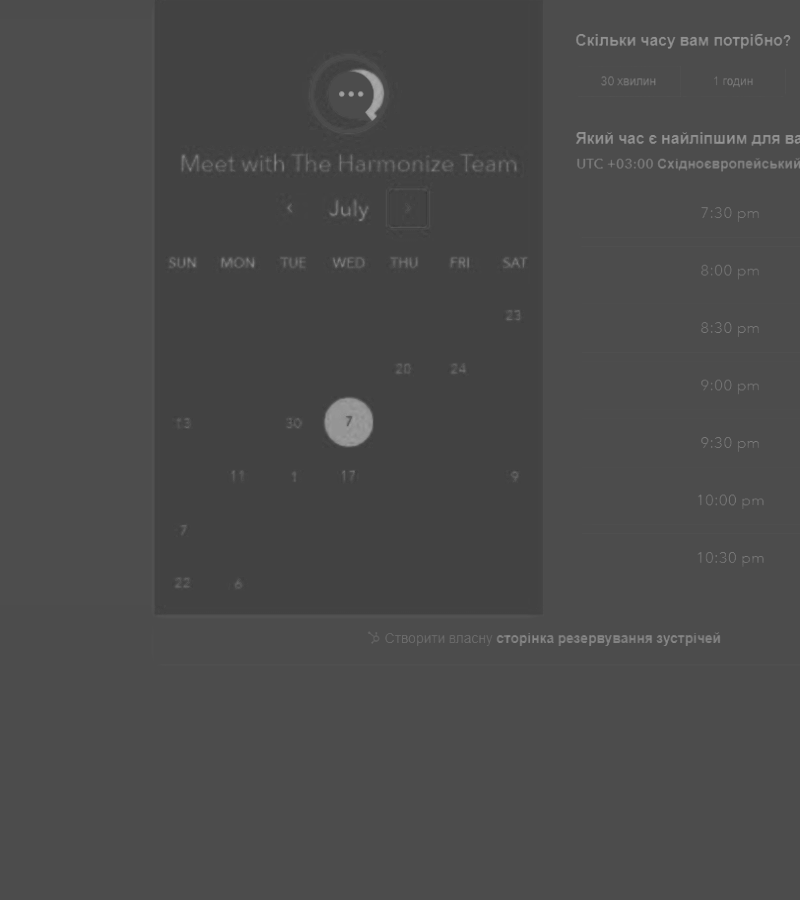 Meet with The Harmonize Team
‹ July ›
SUN MON TUE WED THU FRI SAT
23
20 24
13 30 7
11 1 17 9
7
22 6
Скільки часу вам потрібно?
30 хвилин 1 годин
Який час є найліпшим для ва
UTC +03:00 Східноєвропейський
7:30 pm
8:00 pm
8:30 pm
9:00 pm
9:30 pm
10:00 pm
10:30 pm
Створити власну сторінка резервування зустрічей